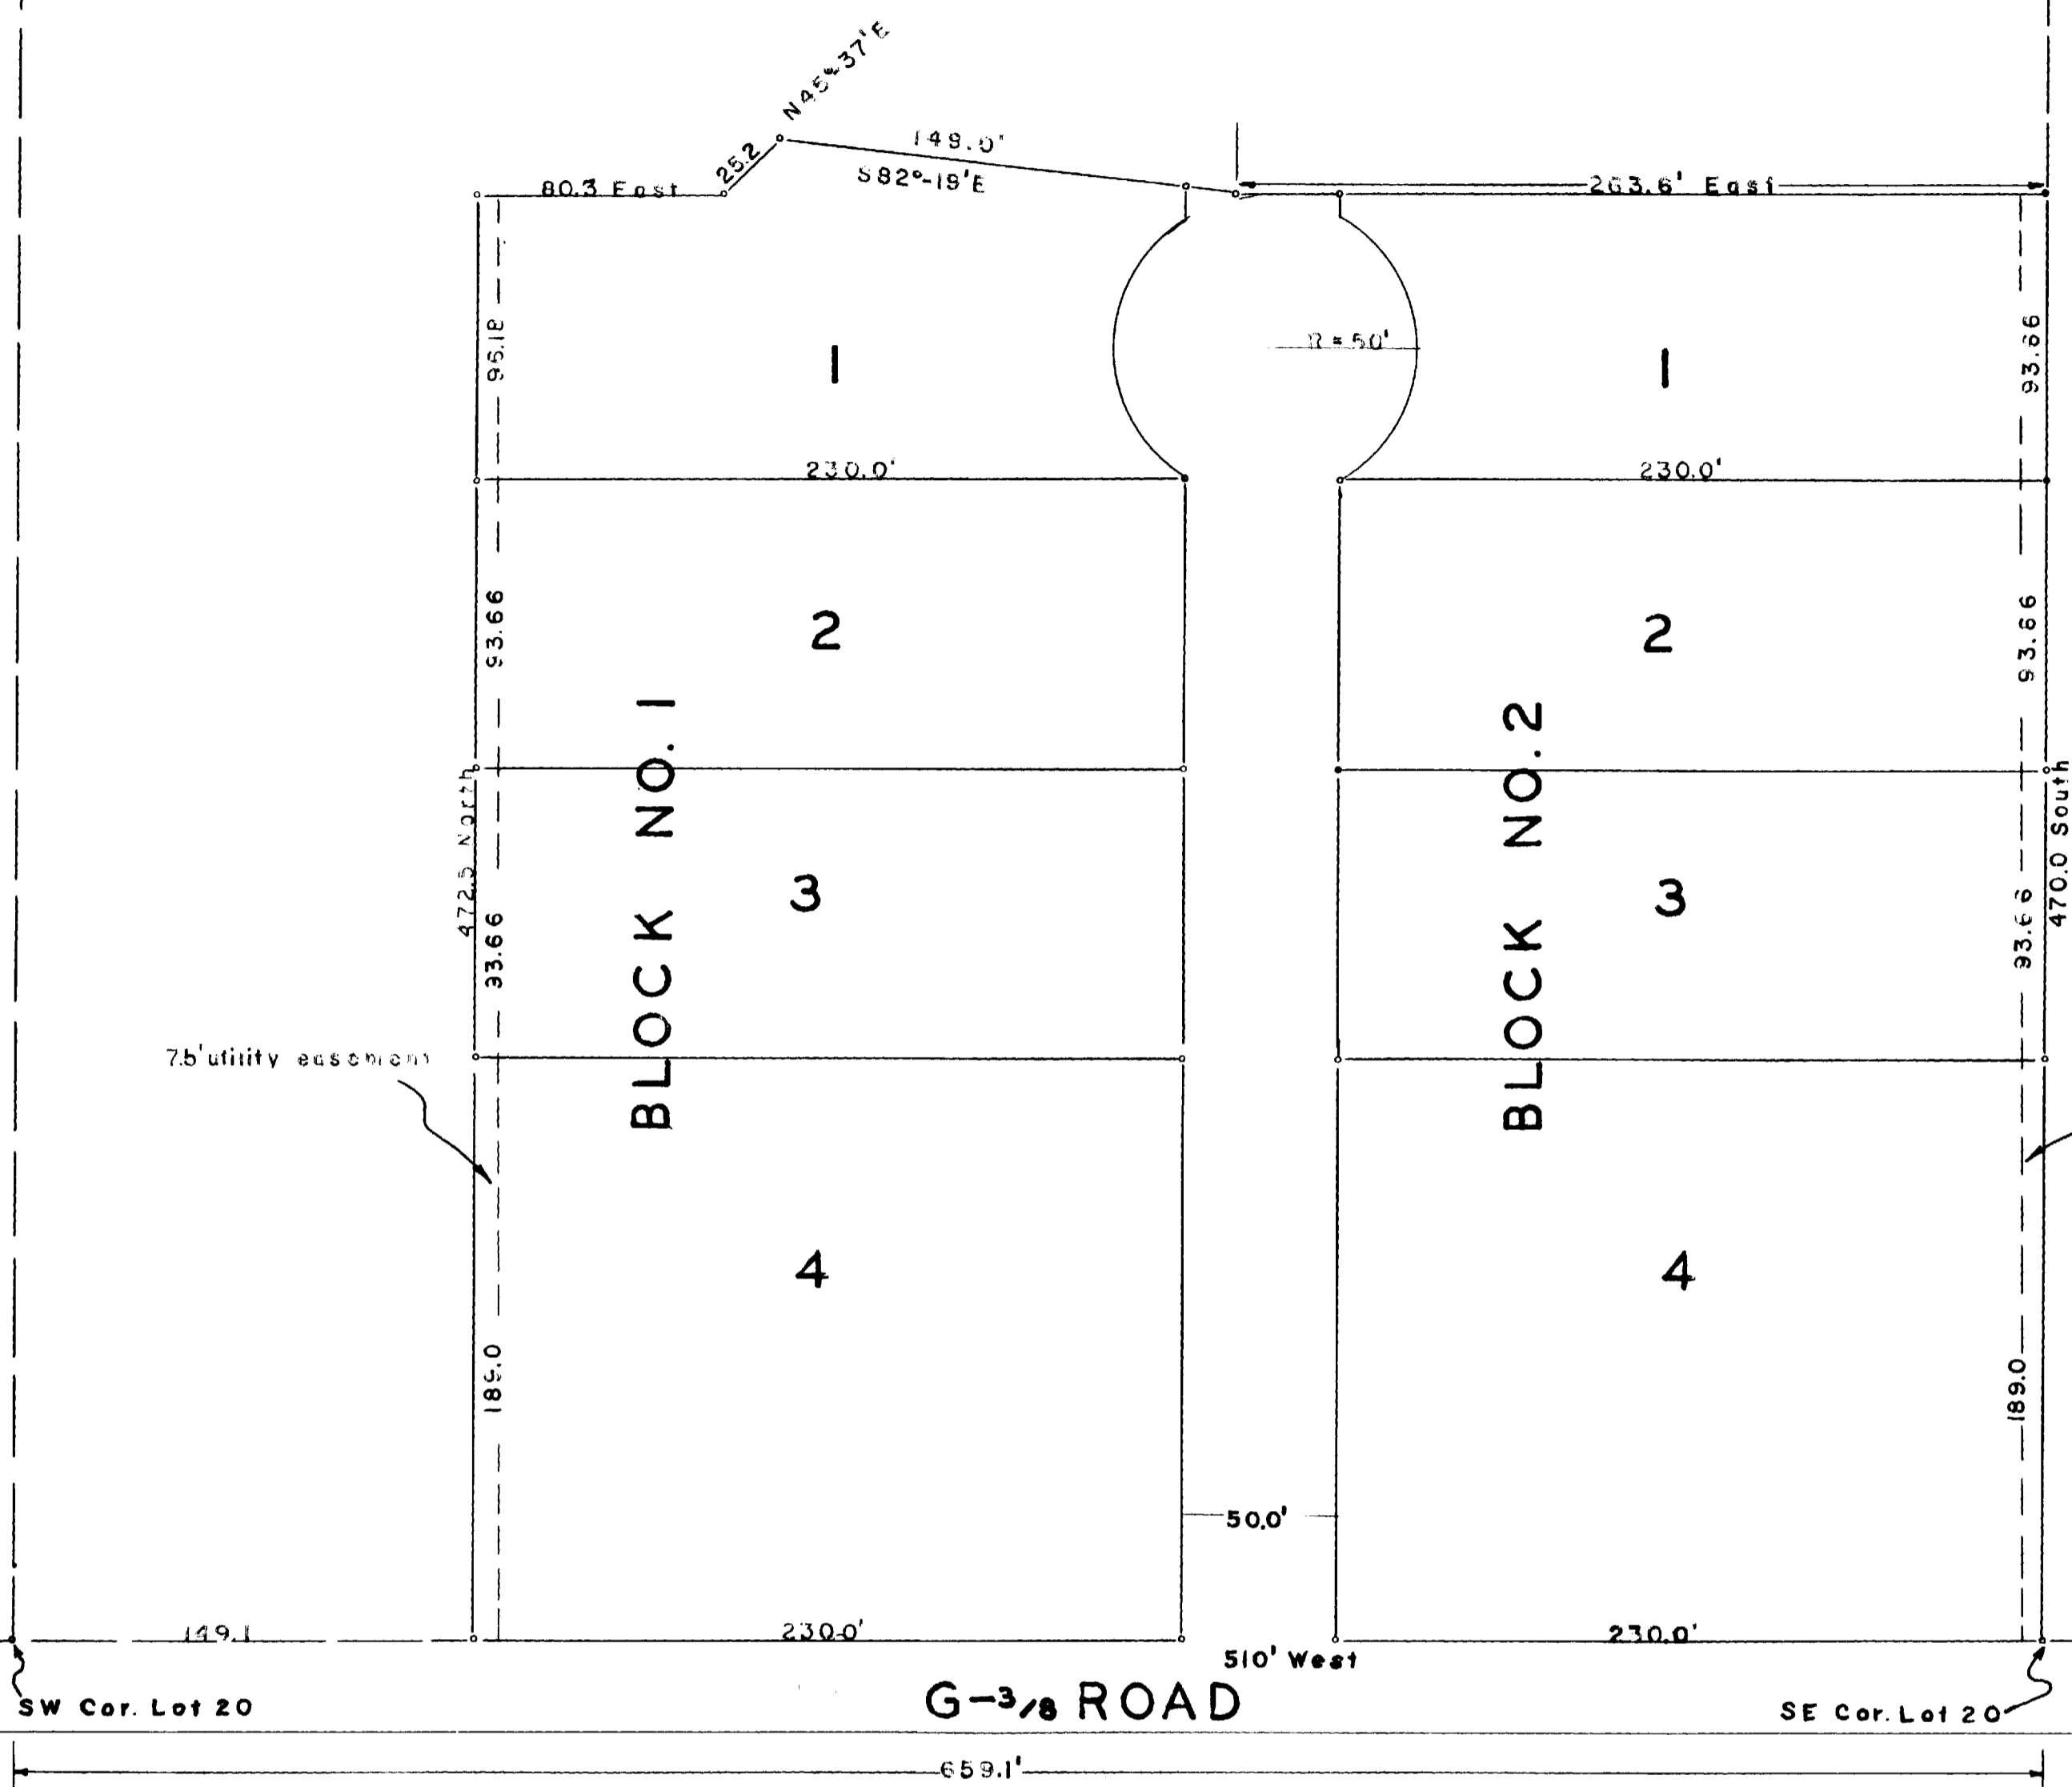 N45°-37'E
25.2
149.0'
S82°-19'E
80.3 East
263.6' East
R = 50'
96.18
1
1
93.66
230.0'
230.0'
93.66
2
2
93.66
BLOCK NO. 1
BLOCK NO. 2
472.5 North
93.66
3
3
93.66
470.0 South
7.5' utility easement
4
4
189.0
189.0
50.0'
149.1
230.0'
230.0'
510' West
SW Cor. Lot 20
G-3/8 ROAD
SE Cor. Lot 20
659.1'